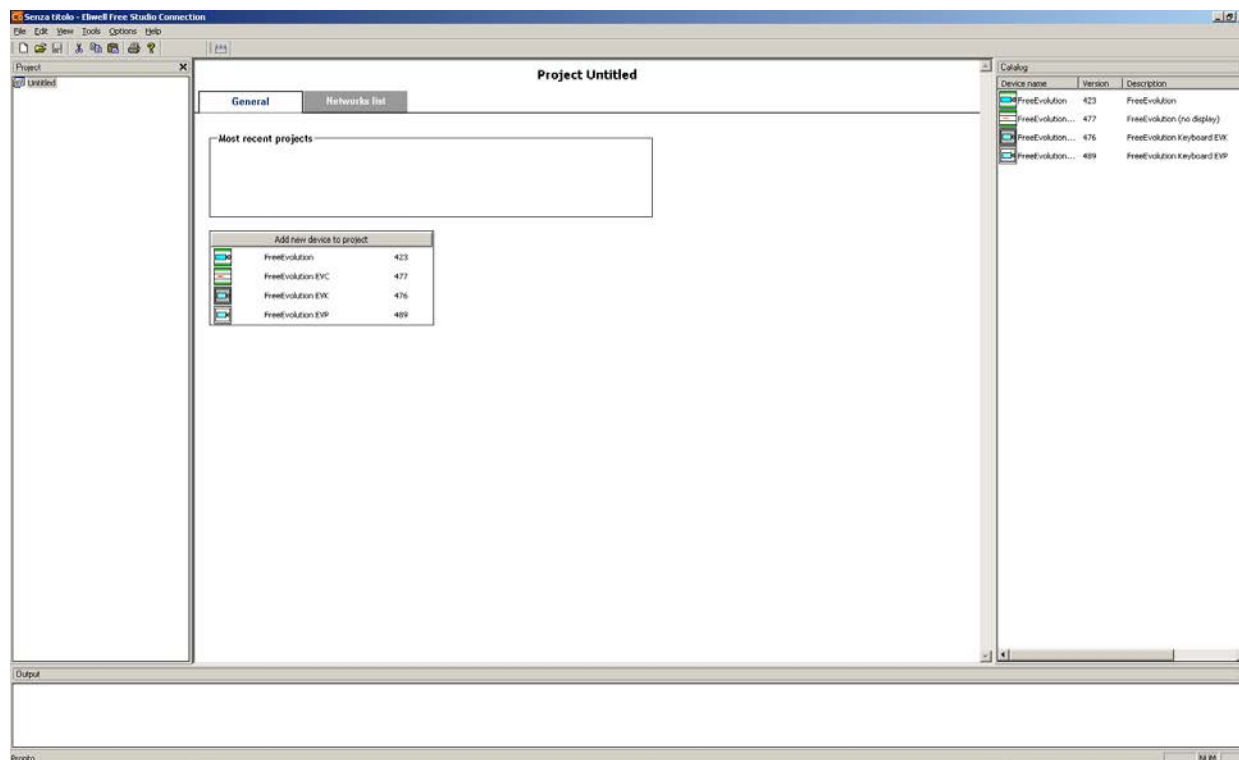 Senza titolo - Eliwell Free Studio Connection
File Edit View Tools Options Help
Project
Untitled
Project Untitled
General Networks list
Most recent projects
Add new device to project
FreeEvolution 423
FreeEvolution EVC 477
FreeEvolution EVK 476
FreeEvolution EVP 489
Catalog
Device name Version Description
FreeEvolution 423 FreeEvolution
FreeEvolution... 477 FreeEvolution (no display)
FreeEvolution... 476 FreeEvolution Keyboard EVK
FreeEvolution... 489 FreeEvolution Keyboard EVP
Output
Pronto NUM